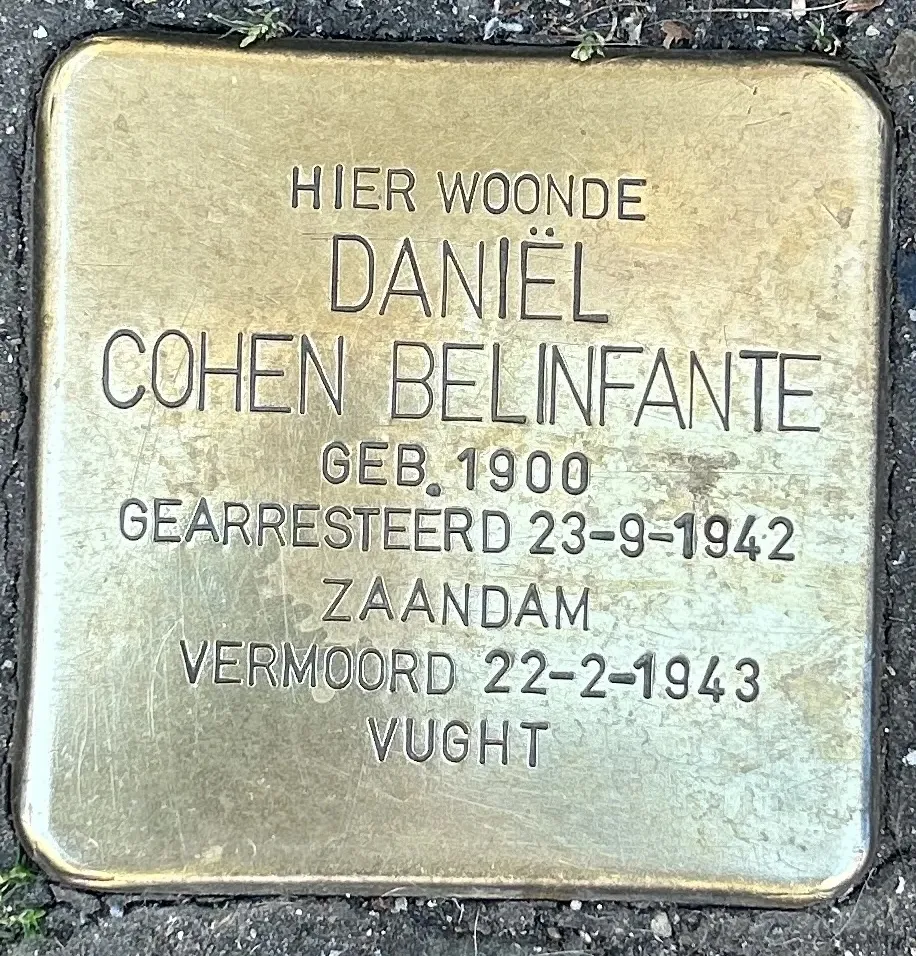 HIER WOONDE
DANIËL
COHEN BELINFANTE
GEB. 1900
GEARRESTEERD 23-9-1942
ZAANDAM
VERMOORD 22-2-1943
VUGHT